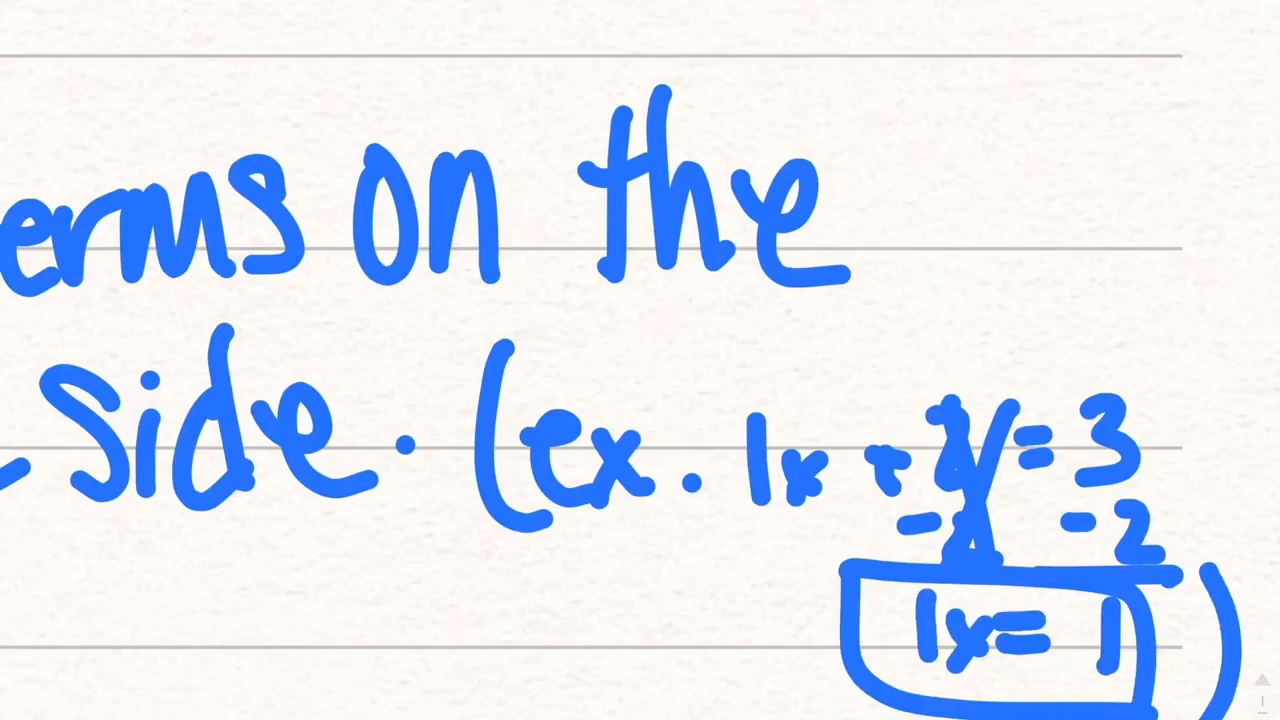 erms on the
side. (ex. 1x + 2 = 3
- 2 - 2
1x = 1 )